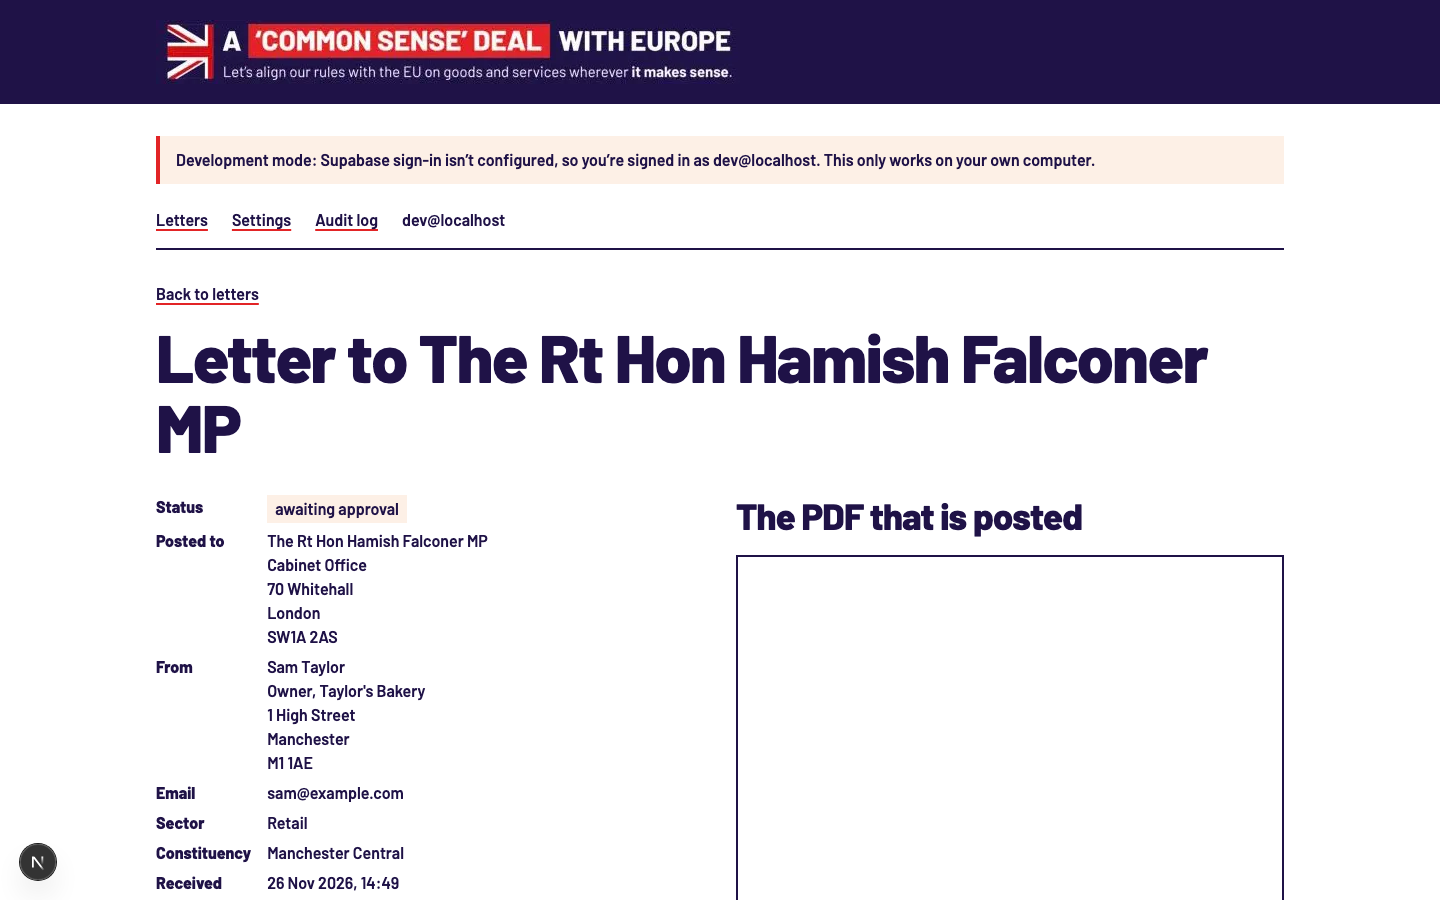 A ‘COMMON SENSE’ DEAL WITH EUROPE
Let’s align our rules with the EU on goods and services wherever it makes sense.
Development mode: Supabase sign-in isn’t configured, so you’re signed in as dev@localhost. This only works on your own computer.
Letters Settings Audit log dev@localhost
Back to letters
Letter to The Rt Hon Hamish Falconer
MP
Status awaiting approval
Posted to The Rt Hon Hamish Falconer MP
Cabinet Office
70 Whitehall
London
SW1A 2AS
From Sam Taylor
Owner, Taylor's Bakery
1 High Street
Manchester
M1 1AE
Email sam@example.com
Sector Retail
Constituency Manchester Central
Received 26 Nov 2026, 14:49
The PDF that is posted
N